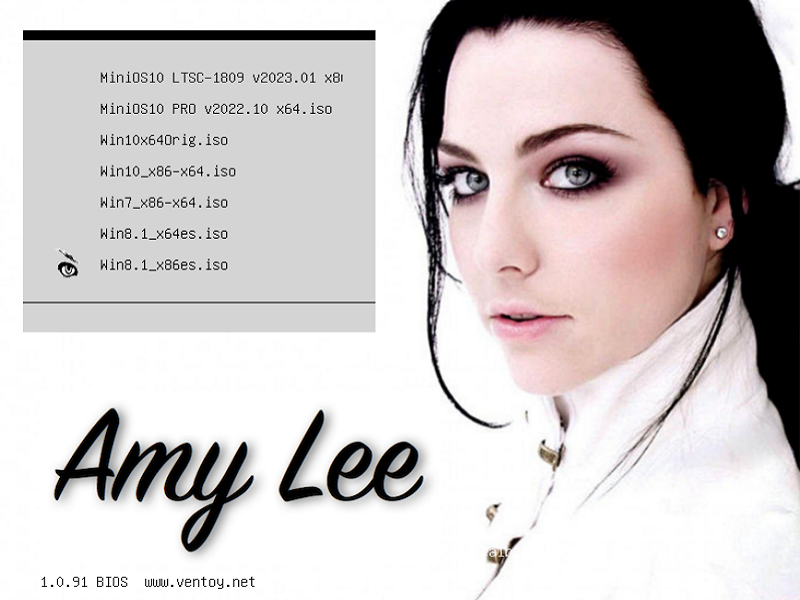 MiniOS10 LTSC-1809 v2023.01
MiniOS10 PRO v2022.10 x64.iso
Win10x64Orig.iso
Win10_x86-x64.iso
Win7_x86-x64.iso
Win8.1_x64es.iso
Win8.1_x86es.iso
Amy Lee
1.0.91 BIOS www.ventoy.net